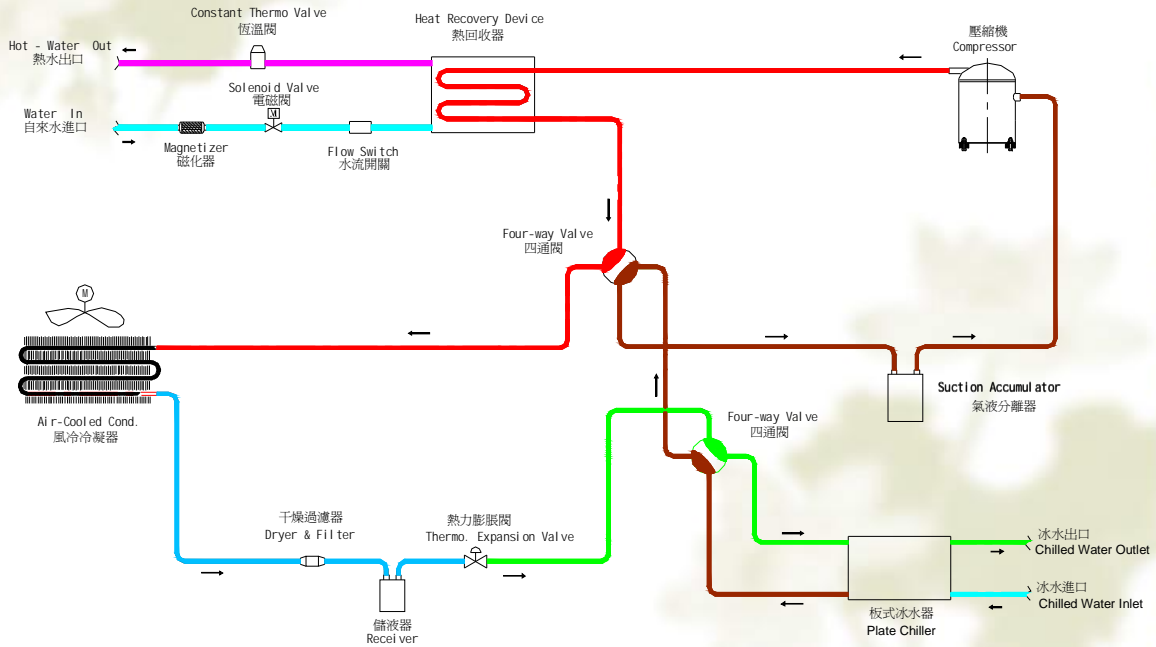 Constant Thermo Valve
恆溫閥
Heat Recovery Device
熱回收器
壓縮機
Compressor
Hot - Water Out
熱水出口
Solenoid Valve
電磁閥
M
Water In
自來水進口
Magnetizer
磁化器
Flow Switch
水流開關
Four-way Valve
四通閥
M
Suction Accumulator
氣液分離器
Air-Cooled Cond.
風冷冷凝器
Four-way Valve
四通閥
干燥過濾器
Dryer & Filter
熱力膨脹閥
Thermo. Expansion Valve
冰水出口
Chilled Water Outlet
冰水進口
Chilled Water Inlet
板式冰水器
Plate Chiller
儲液器
Receiver